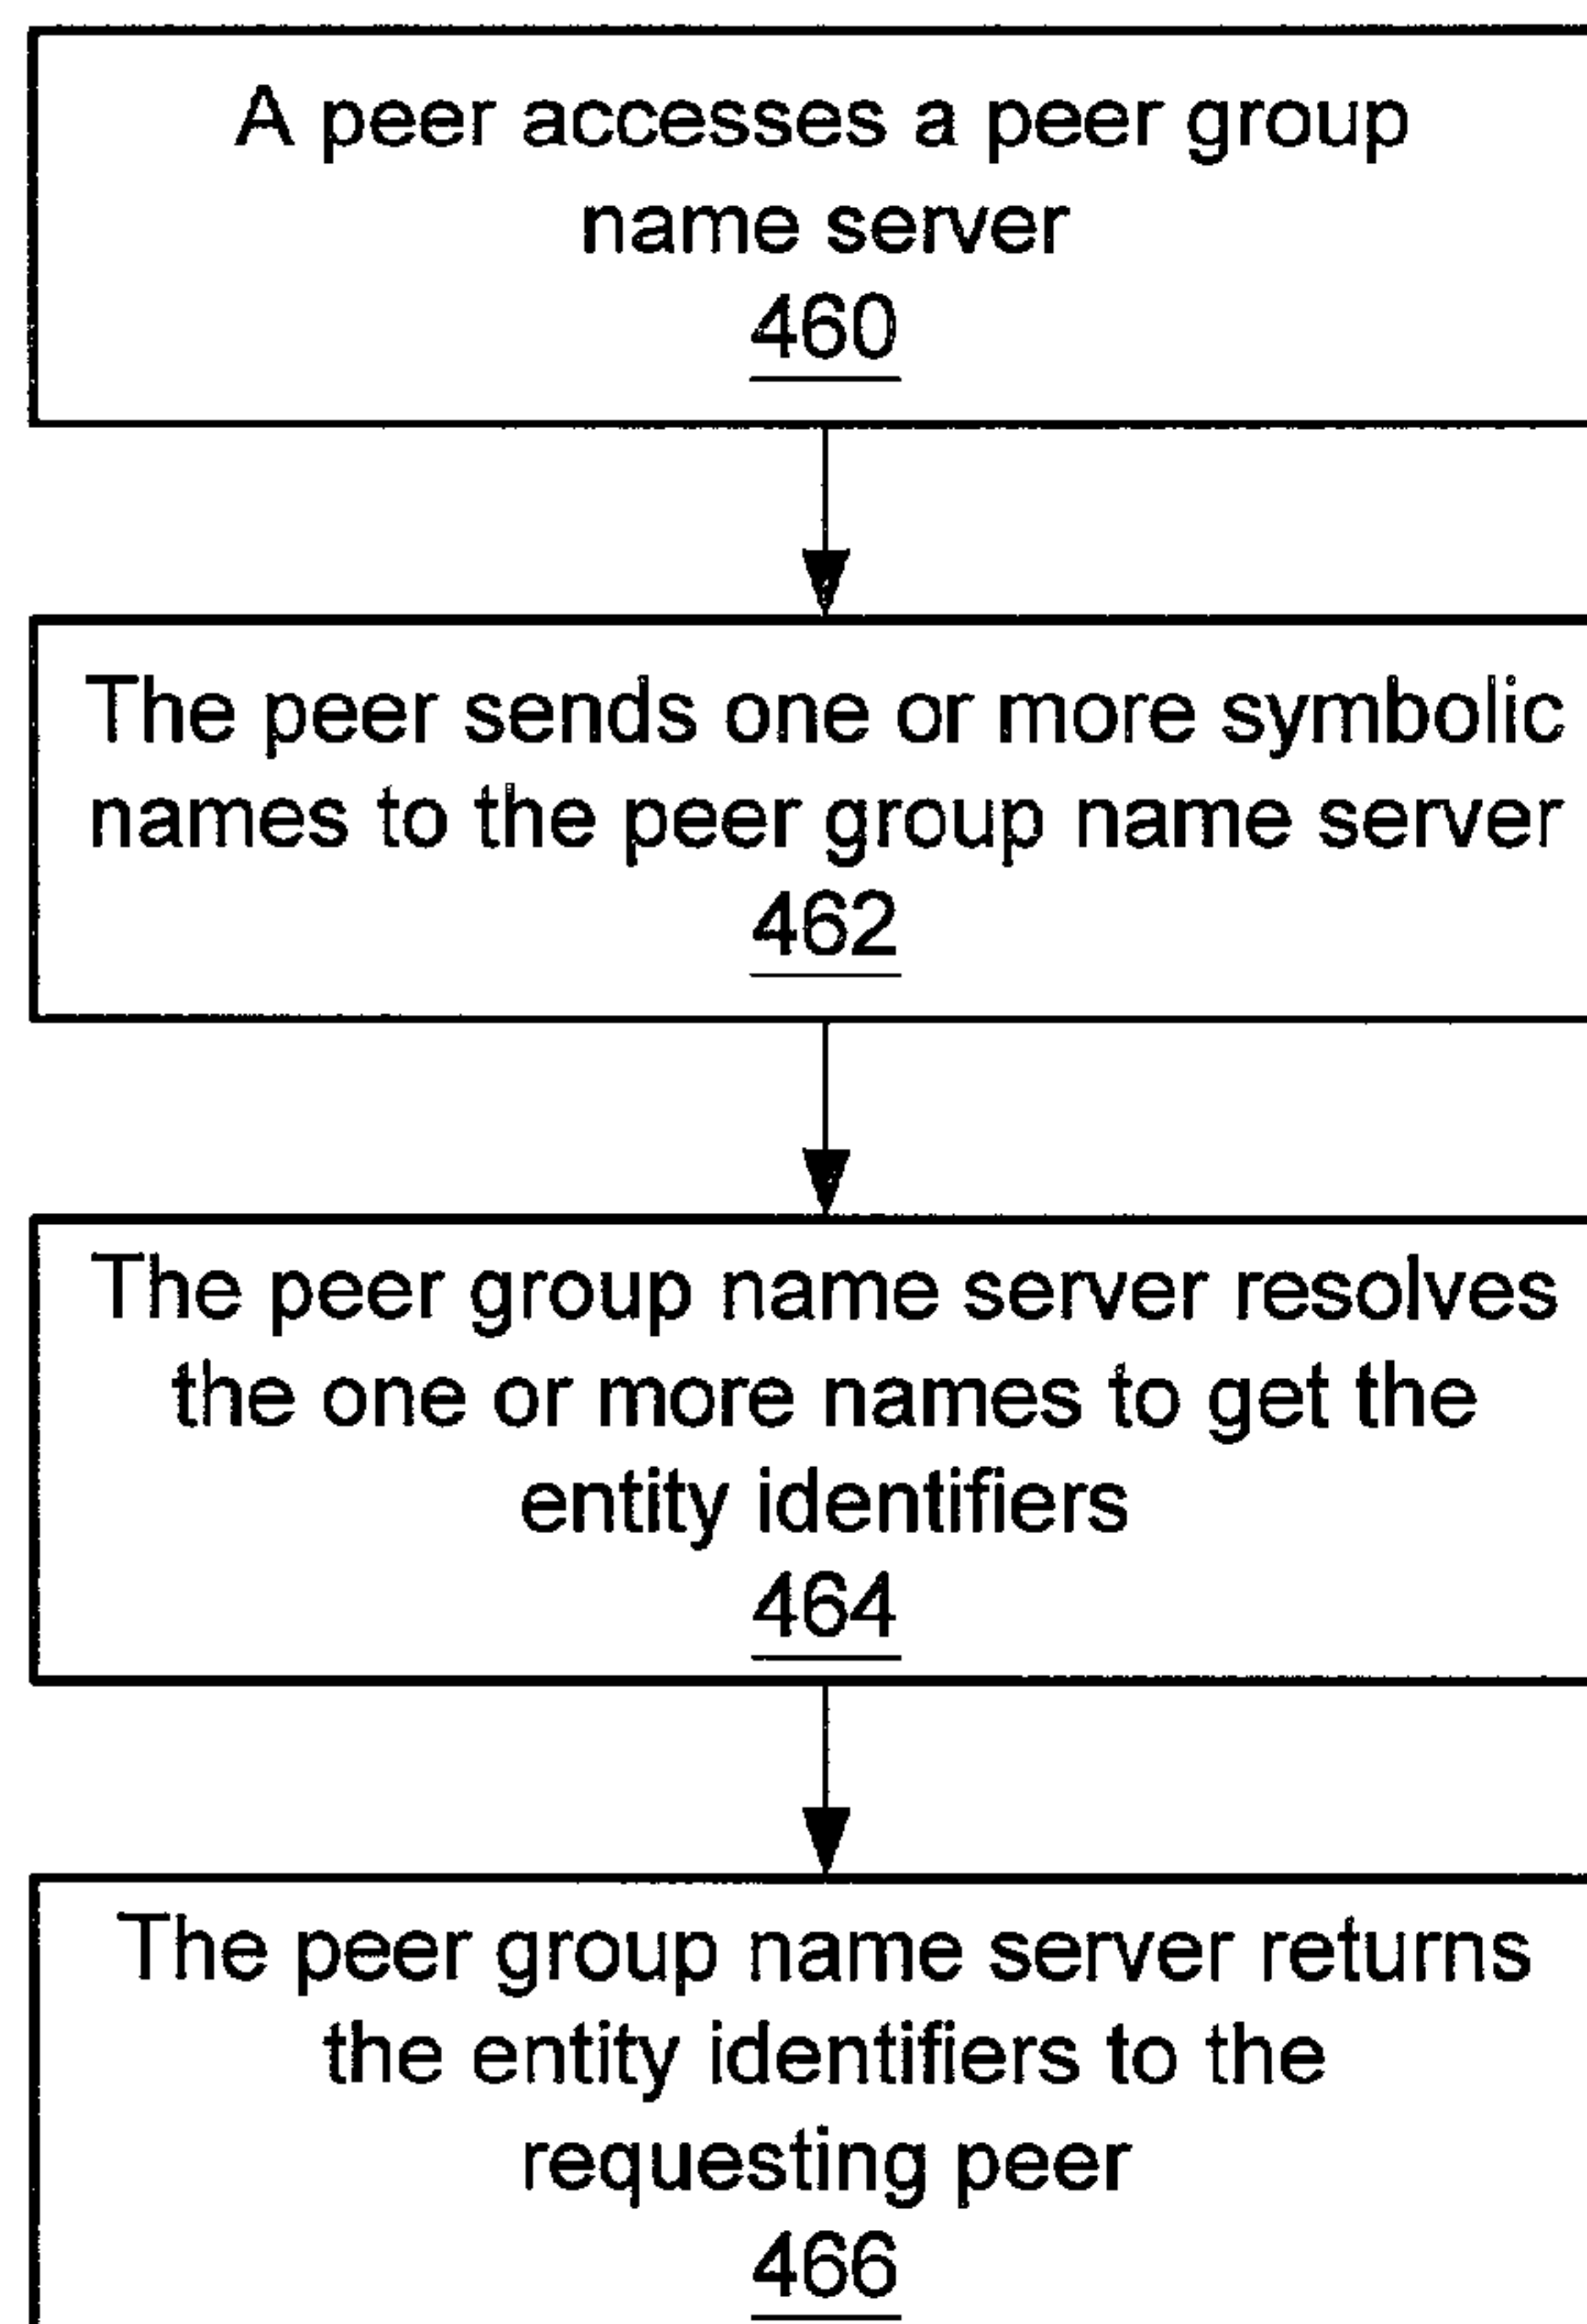 A peer accesses a peer group
name server
460
The peer sends one or more symbolic
names to the peer group name server
462
The peer group name server resolves
the one or more names to get the
entity identifiers
464
The peer group name server returns
the entity identifiers to the
requesting peer
466